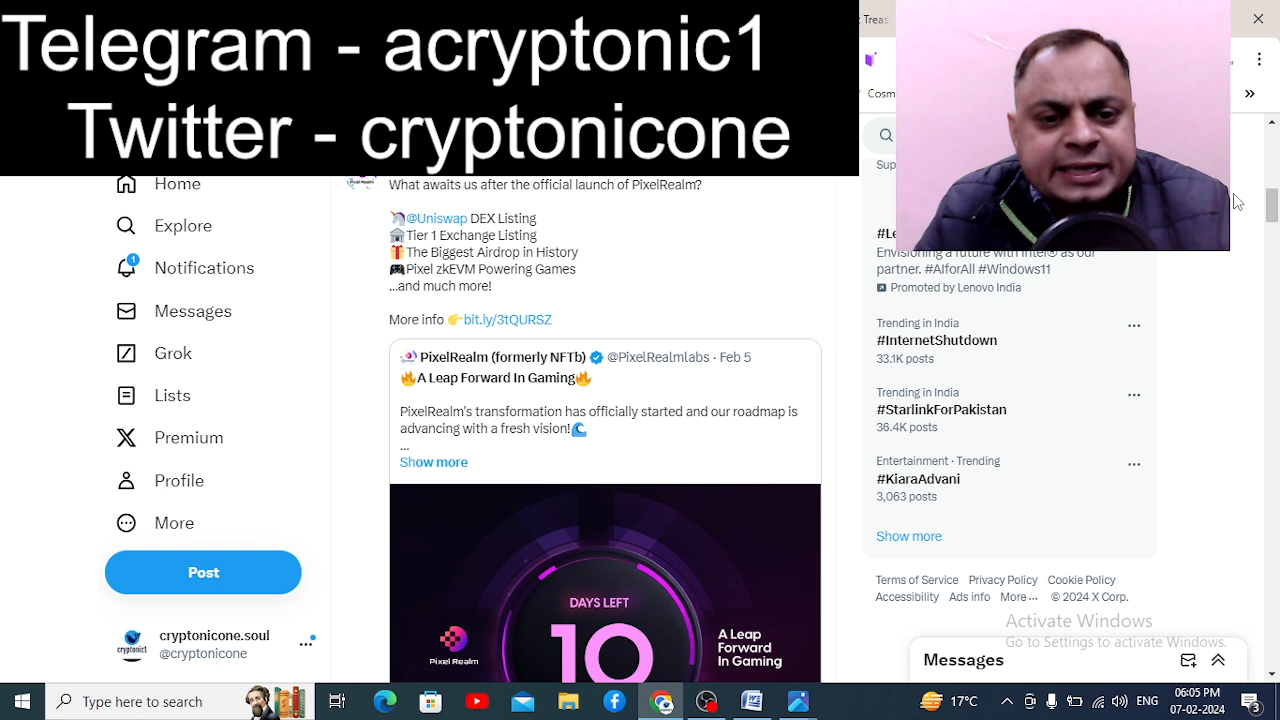 Telegram - acryptonic1
Twitter - cryptonicone
Treas
Cosm
»
Home
Explore
1
Notifications
Messages
Grok
Lists
Premium
Profile
More
Post
cryptonicone.soul
@cryptonicone
What awaits us after the official launch of PixelRealm?
🦄@Uniswap DEX Listing
🏛️Tier 1 Exchange Listing
🎁The Biggest Airdrop in History
🎮Pixel zkEVM Powering Games
...and much more!
More info 👉bit.ly/3tQURSZ
PixelRealm (formerly NFTb) @PixelRealmlabs · Feb 5
🔥A Leap Forward In Gaming🔥
PixelRealm's transformation has officially started and our roadmap is
advancing with a fresh vision!🌊
...
Show more
DAYS LEFT
10
Pixel Realm
A Leap
Forward
In Gaming
Sup
#Le
Envisioning a future with Intel® as our
partner. #AIforAll #Windows11
Promoted by Lenovo India
Trending in India
#InternetShutdown
33.1K posts
Trending in India
#StarlinkForPakistan
36.4K posts
Entertainment · Trending
#KiaraAdvani
3,063 posts
Show more
Terms of Service Privacy Policy Cookie Policy
Accessibility Ads info More ··· © 2024 X Corp.
Activate Windows
Go to Settings to activate Windows.
Messages
Type here to search
17°C
ENG
06:13 PM
07-02-2024